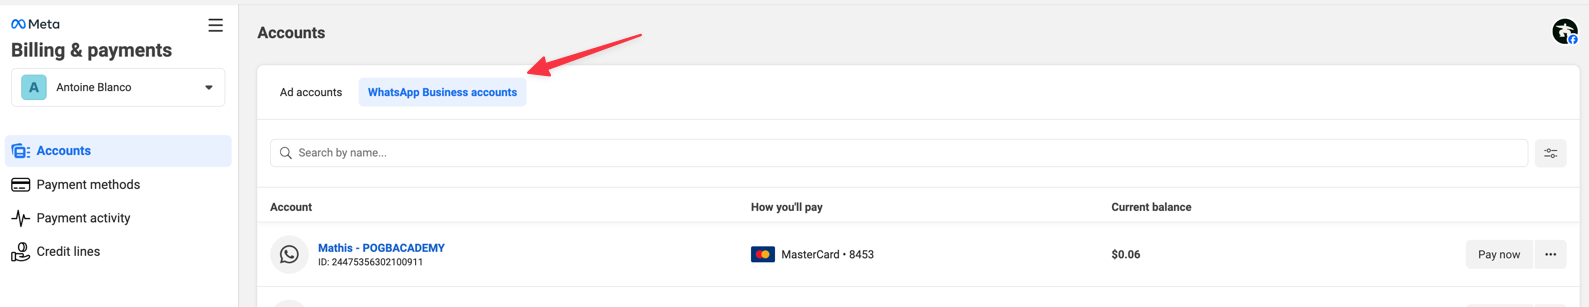 Meta
Billing & payments
A
Antoine Blanco
Accounts
Payment methods
Payment activity
Credit lines
Accounts
Ad accounts
WhatsApp Business accounts
Search by name...
Account How you'll pay Current balance
Mathis - POGBACADEMY
ID: 24475356302100911
MasterCard • 8453
$0.06
Pay now